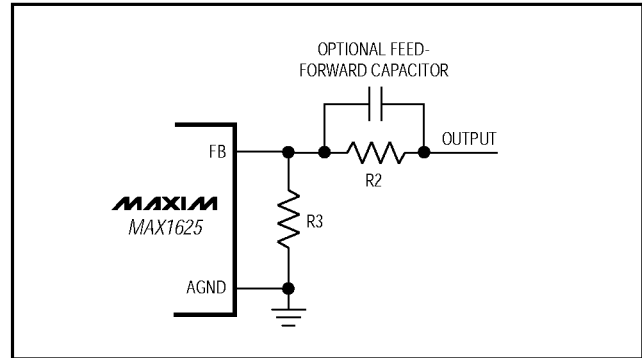 OPTIONAL FEED-
FORWARD CAPACITOR
FB
OUTPUT
R2
MAXIM
MAX1625
R3
AGND